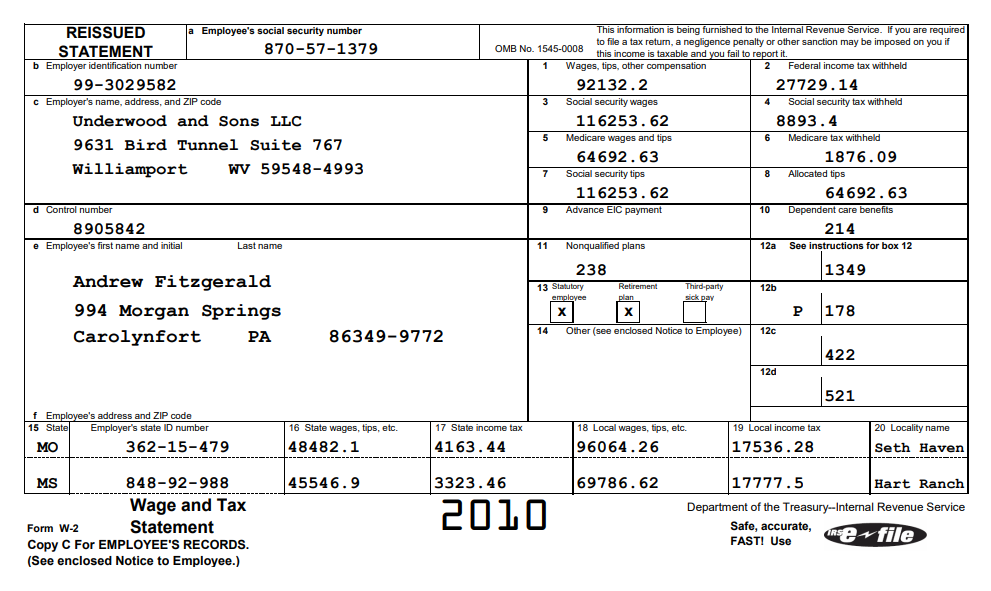 REISSUED STATEMENT
a Employee's social security number
870-57-1379
OMB No. 1545-0008
This information is being furnished to the Internal Revenue Service. If you are required
to file a tax return, a negligence penalty or other sanction may be imposed on you if
this income is taxable and you fail to report it.
b Employer identification number
99-3029582
1 Wages, tips, other compensation
92132.2
2 Federal income tax withheld
27729.14
c Employer's name, address, and ZIP code
Underwood and Sons LLC
9631 Bird Tunnel Suite 767
Williamport WV 59548-4993
3 Social security wages
116253.62
4 Social security tax withheld
8893.4
5 Medicare wages and tips
64692.63
6 Medicare tax withheld
1876.09
7 Social security tips
116253.62
8 Allocated tips
64692.63
d Control number
8905842
9 Advance EIC payment
10 Dependent care benefits
214
e Employee's first name and initial Last name
Andrew Fitzgerald
994 Morgan Springs
Carolynfort PA 86349-9772
f Employee's address and ZIP code
11 Nonqualified plans
238
12a See instructions for box 12
1349
13 Statutory employee Retirement plan Third-party sick pay
x x
12b
P 178
14 Other (see enclosed Notice to Employee)
12c
422
12d
521
15 State Employer's state ID number 16 State wages, tips, etc. 17 State income tax 18 Local wages, tips, etc. 19 Local income tax 20 Locality name
MO 362-15-479 48482.1 4163.44 96064.26 17536.28 Seth Haven
MS 848-92-988 45546.9 3323.46 69786.62 17777.5 Hart Ranch
Form W-2 Wage and Tax Statement
2010
Department of the Treasury--Internal Revenue Service
Copy C For EMPLOYEE'S RECORDS.
(See enclosed Notice to Employee.)
Safe, accurate,
FAST! Use
IRS e file